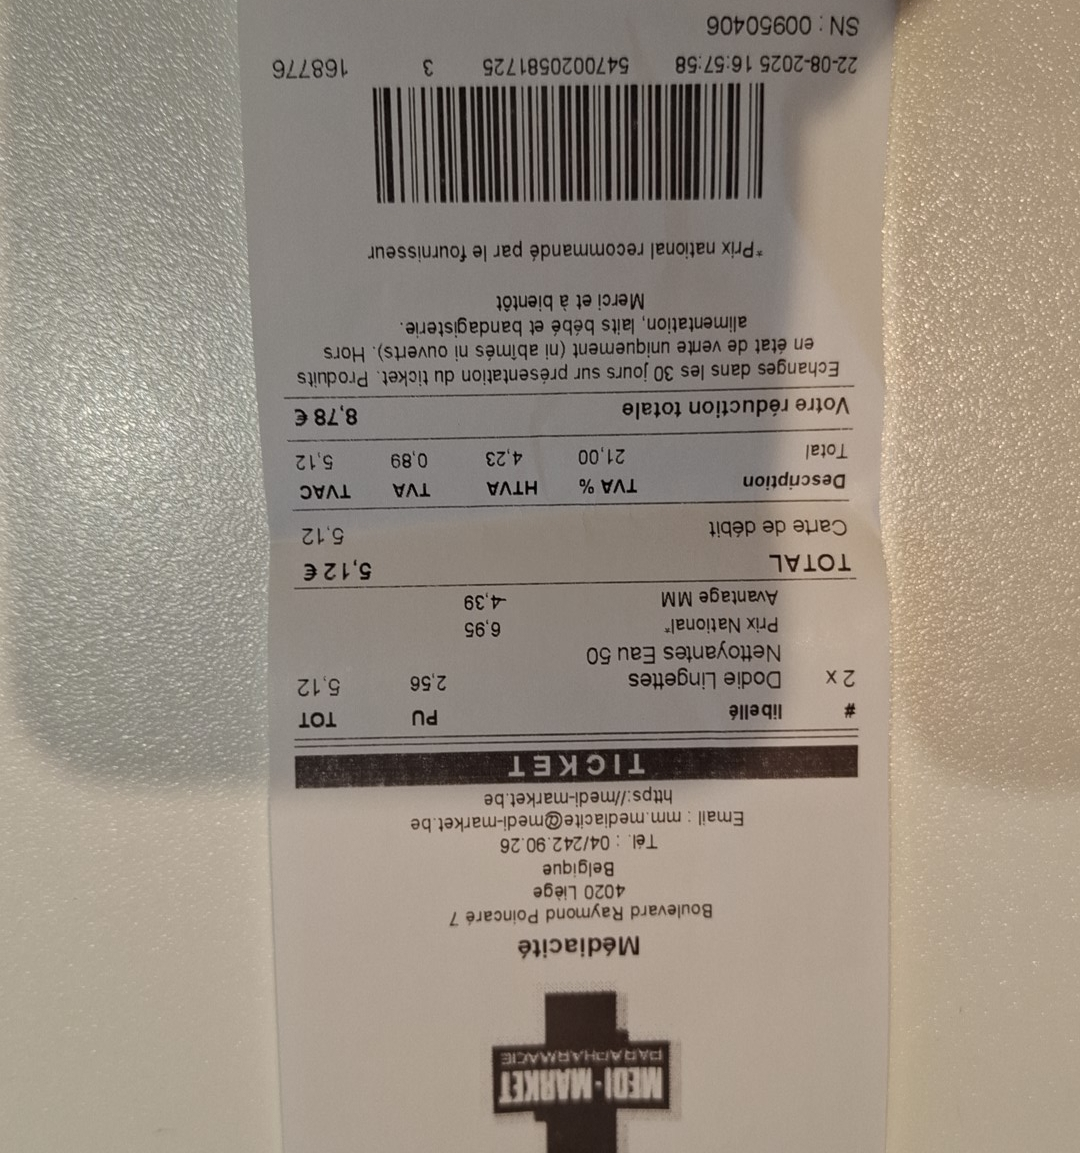 MEDI-MARKET
PARAPHARMACIE
Médiacité
Boulevard Raymond Poincaré 7
4020 Liège
Belgique
Tél. : 04/242.90.26
Email : mm.mediacite@medi-market.be
https://medi-market.be
TICKET
# libellé PU TOT
2 x Dodie Lingettes 2,56 5,12
Nettoyantes Eau 50
Prix National* 6,95
Avantage MM -4,39
TOTAL 5,12 €
Carte de débit 5,12
Description TVA % HTVA TVA TVAC
Total 21,00 4,23 0,89 5,12
Votre réduction totale 8,78 €
Echanges dans les 30 jours sur présentation du ticket. Produits
en état de vente uniquement (ni abîmés ni ouverts). Hors
alimentation, laits bébé et bandagisterie.
Merci et à bientôt
*Prix national recommandé par le fournisseur
22-08-2025 16:57:58 5470020581725 3 168776
SN : 00950406